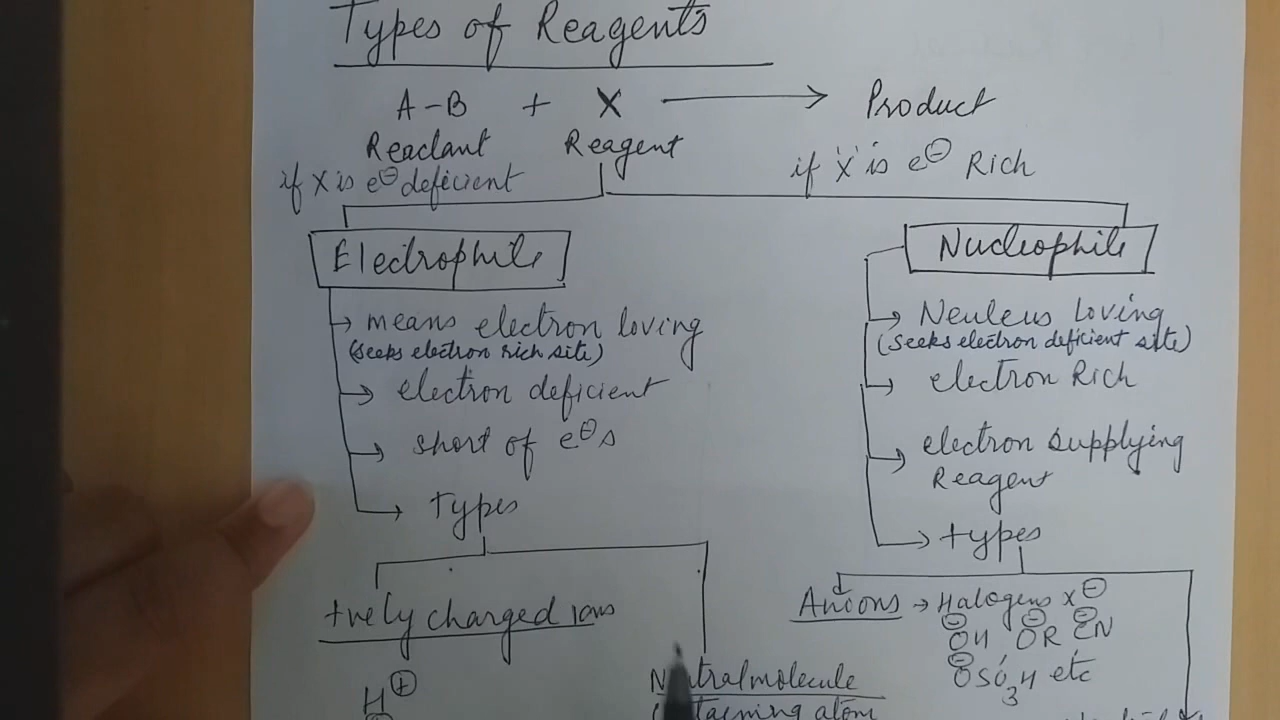 Types of Reagents
A-B + X ⟶ Product
Reactant Reagent
if X is e⊖ deficient
if 'X' is e⊖ Rich
Electrophile
→ means electron loving
(seeks electron rich site)
→ electron deficient
→ short of e⊖s
→ Types
+vely charged ions
H⊕
atom
Nucleophile
→ Neuleus Loving
(seeks electron deficient site)
→ electron Rich
→ electron supplying
Reagent
→ types
Anions → Halogens X⊖
⊖OH ⊖OR ⊖CN
⊖OSO3H etc